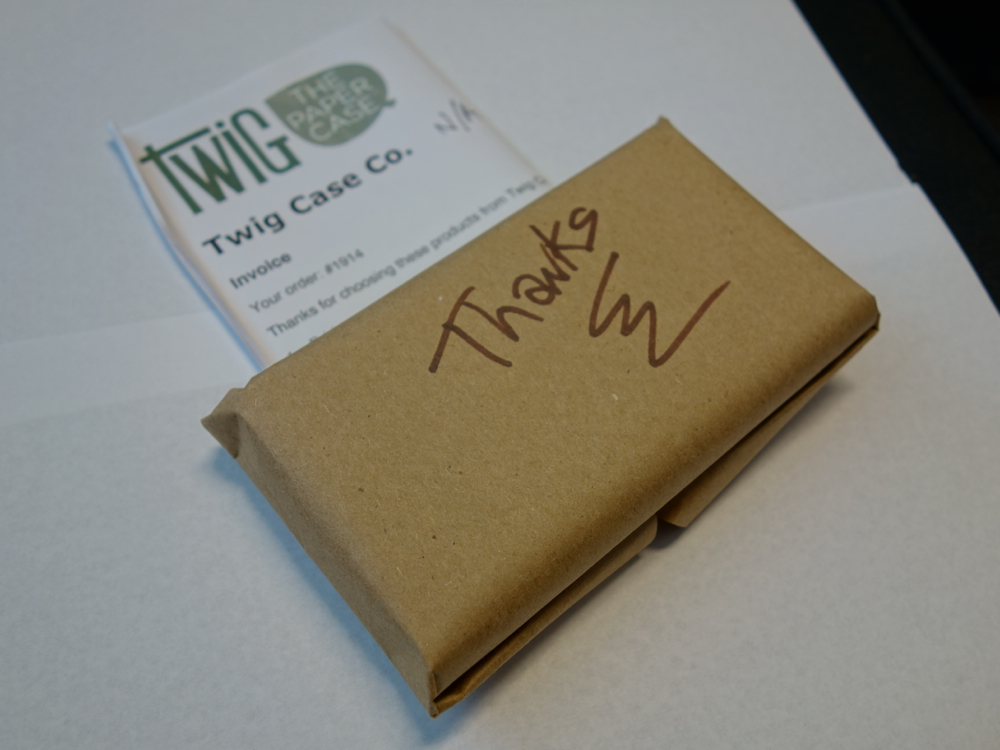 TWiG
THE
PAPER
CASE
N/A
Twig Case Co.
Invoice
Your order: #1914
Thanks for choosing these products from Twig
Thanks